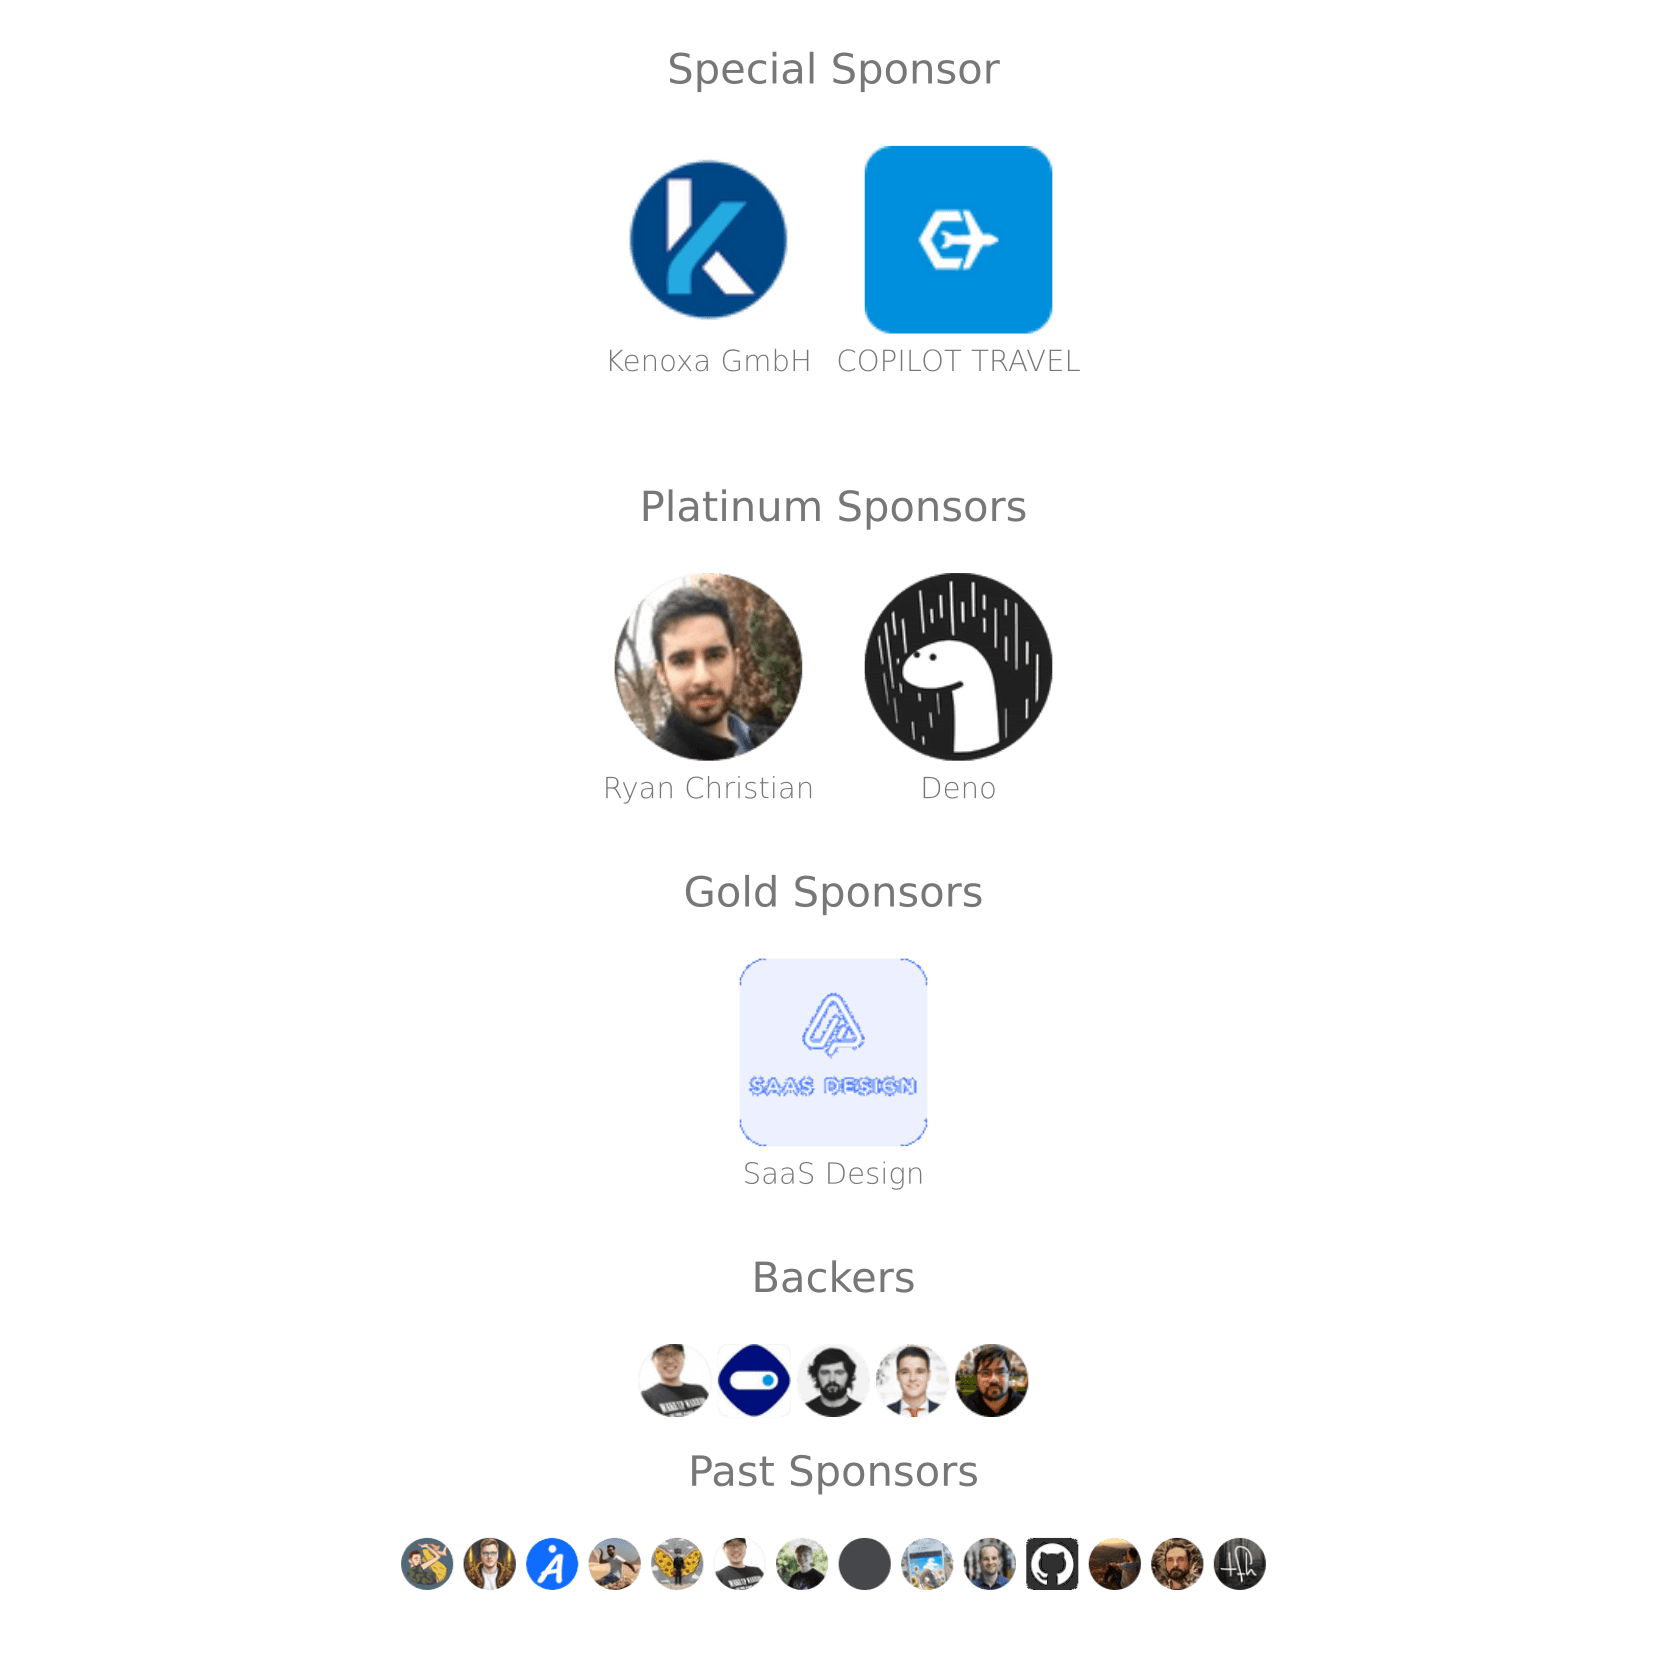 Special Sponsor
Kenoxa GmbH COPILOT TRAVEL
Platinum Sponsors
Ryan Christian Deno
Gold Sponsors
SAAS DESIGN
SaaS Design
Backers
Past Sponsors
tfh